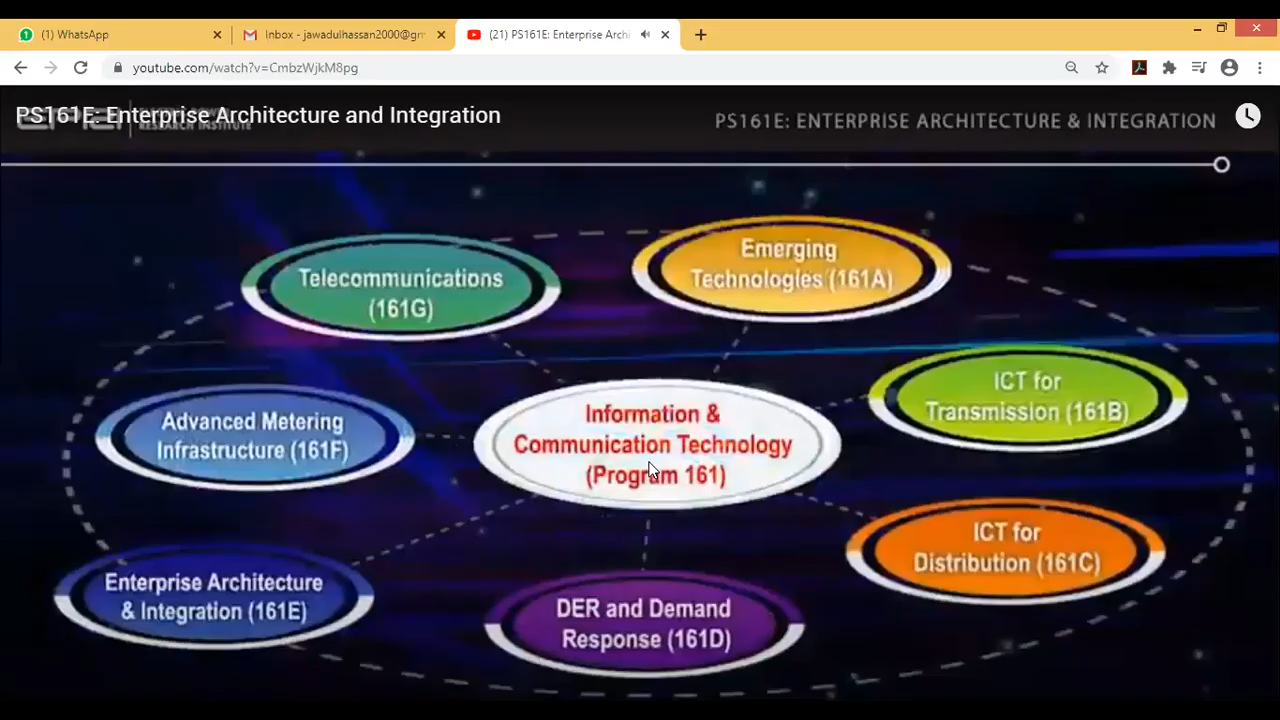 (1) WhatsApp
Inbox - jawadulhassan2000@gm
(21) PS161E: Enterprise Archi
youtube.com/watch?v=CmbzWjkM8pg
PS161E: Enterprise Architecture and Integration
RESEARCH INSTITUTE
PS161E: ENTERPRISE ARCHITECTURE & INTEGRATION
Telecommunications
(161G)
Emerging
Technologies (161A)
Advanced Metering
Infrastructure (161F)
Information &
Communication Technology
(Program 161)
ICT for
Transmission (161B)
ICT for
Distribution (161C)
Enterprise Architecture
& Integration (161E)
DER and Demand
Response (161D)